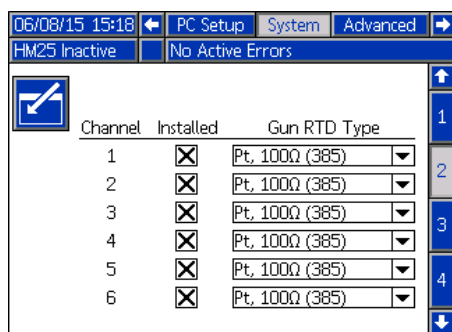 06/08/15 15:18 PC Setup System Advanced
HM25 Inactive No Active Errors
Channel Installed Gun RTD Type
1 Pt, 100Ω (385)
2 Pt, 100Ω (385)
3 Pt, 100Ω (385)
4 Pt, 100Ω (385)
5 Pt, 100Ω (385)
6 Pt, 100Ω (385)
1
2
3
4